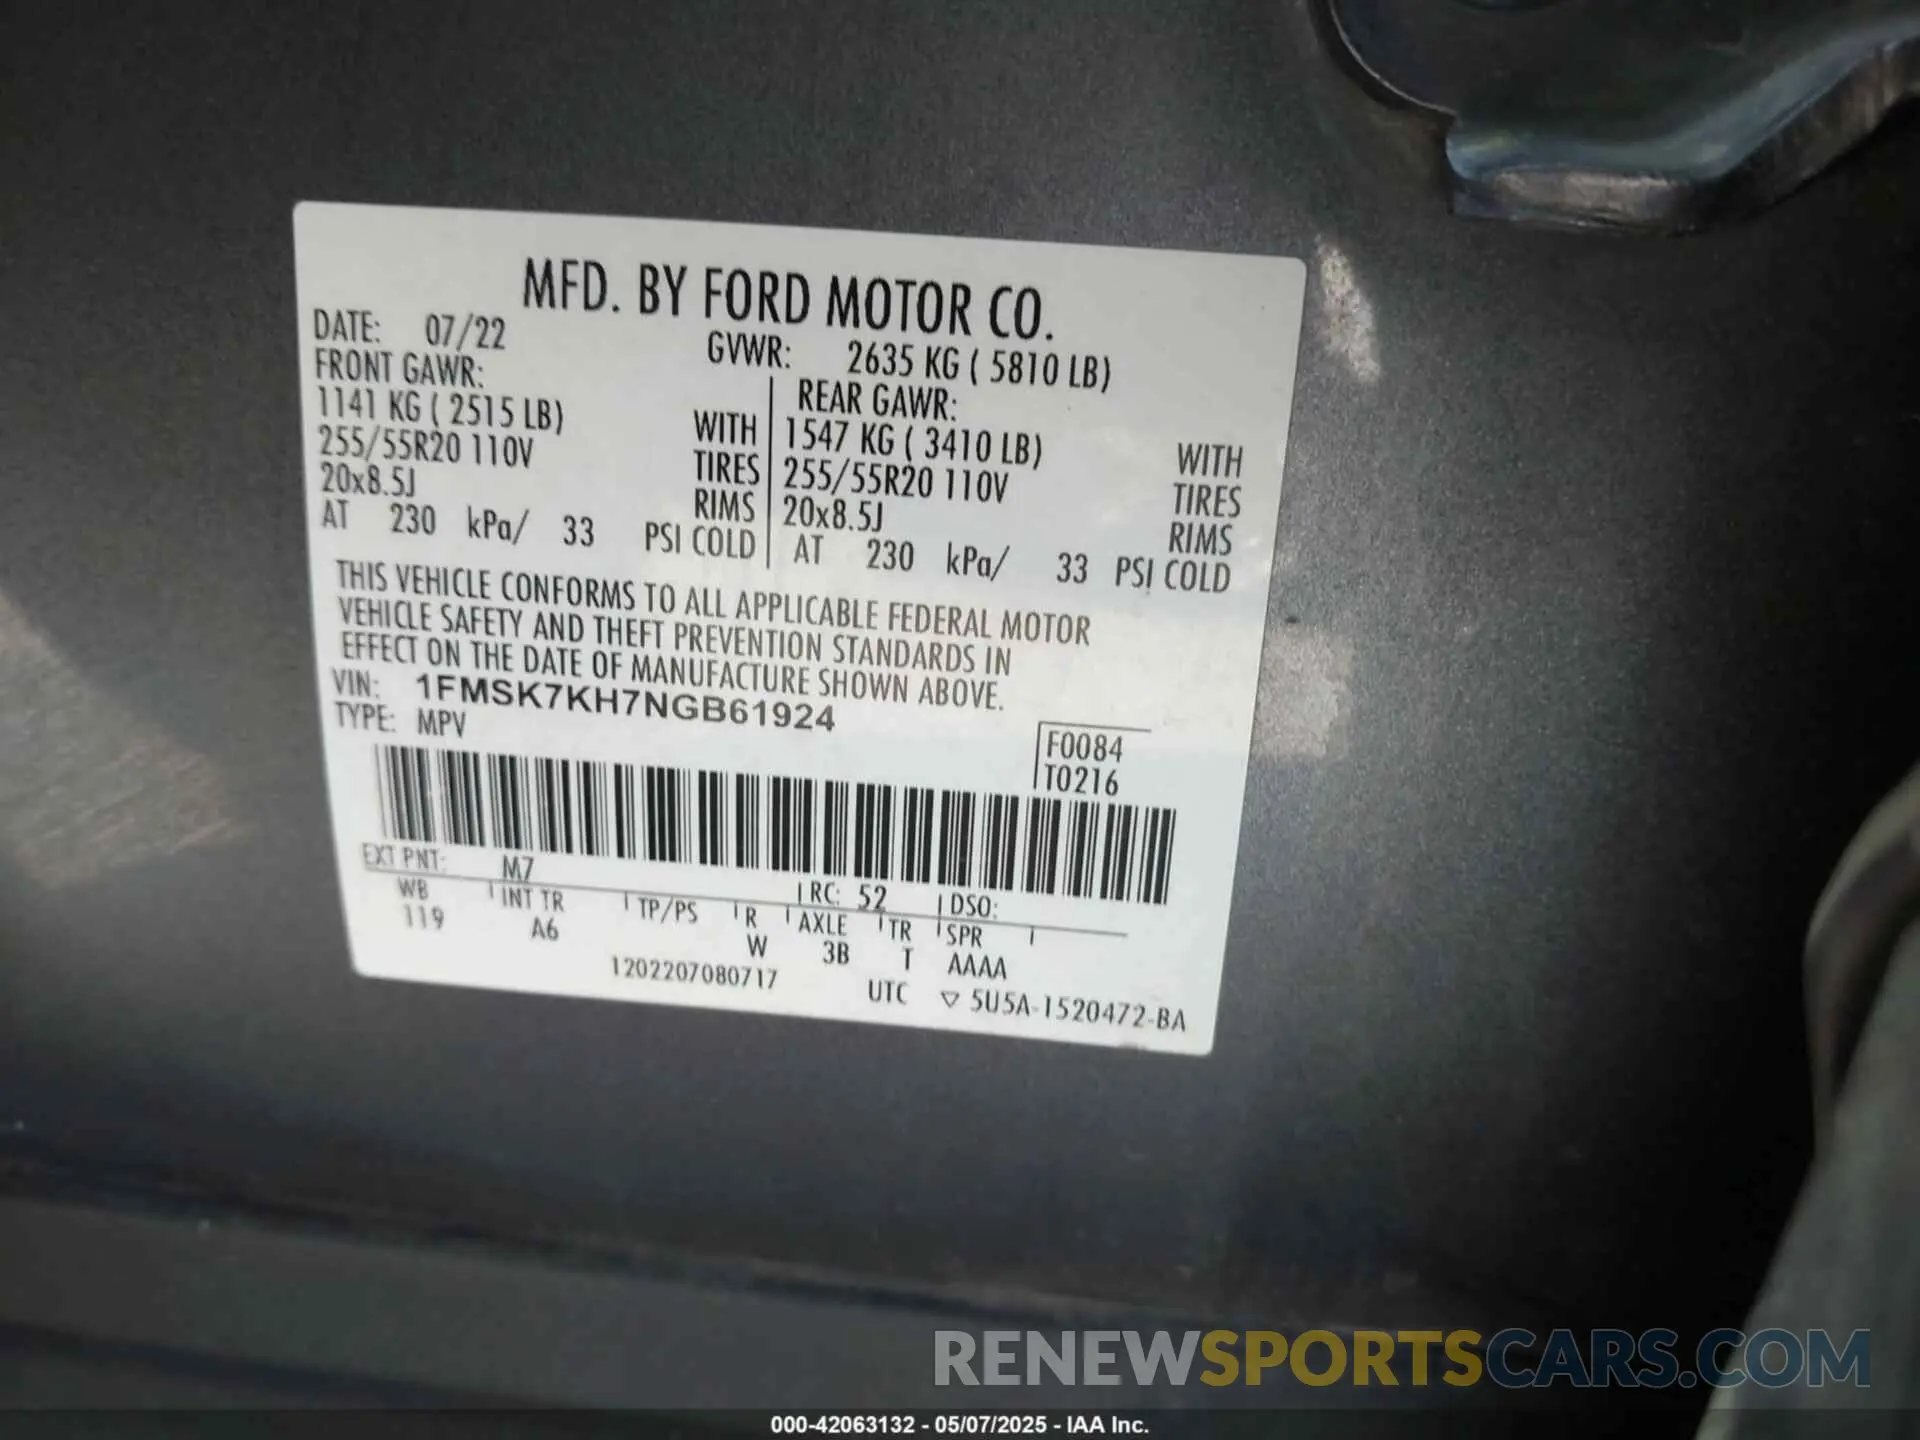 MFD. BY FORD MOTOR CO.
DATE: 07/22 GVWR: 2635 KG ( 5810 LB)
FRONT GAWR: REAR GAWR:
1141 KG ( 2515 LB) WITH 1547 KG ( 3410 LB) WITH
255/55R20 110V TIRES 255/55R20 110V TIRES
20x8.5J RIMS 20x8.5J RIMS
AT 230 kPa/ 33 PSI COLD AT 230 kPa/ 33 PSI COLD
THIS VEHICLE CONFORMS TO ALL APPLICABLE FEDERAL MOTOR
VEHICLE SAFETY AND THEFT PREVENTION STANDARDS IN
EFFECT ON THE DATE OF MANUFACTURE SHOWN ABOVE.
VIN: 1FMSK7KH7NGB61924
TYPE: MPV
F0084
T0216
EXT PNT: M7 RC: 52 DSO:
WB INT TR TP/PS R AXLE TR SPR
119 A6 W 3B T AAAA
1202207080717 UTC ▽ 5U5A-1520472-BA
RENEWSPORTSCARS.COM
000-42063132 - 05/07/2025 - IAA Inc.